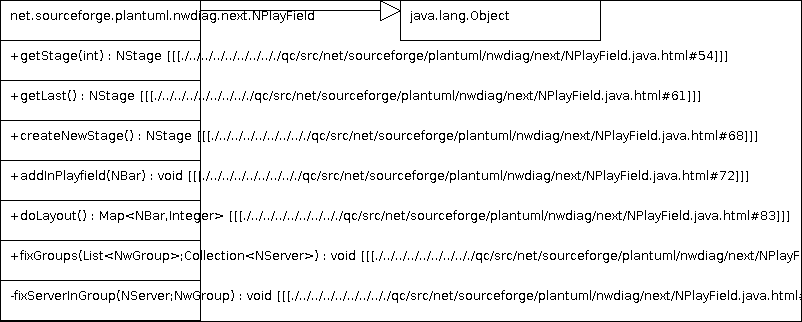 net.sourceforge.plantuml.nwdiag.next.NPlayField
java.lang.Object
+getStage(int) : NStage [[[./../../../../../../../../qc/src/net/sourceforge/plantuml/nwdiag/next/NPlayField.java.html#54]]]
+getLast() : NStage [[[./../../../../../../../../qc/src/net/sourceforge/plantuml/nwdiag/next/NPlayField.java.html#61]]]
+createNewStage() : NStage [[[./../../../../../../../../qc/src/net/sourceforge/plantuml/nwdiag/next/NPlayField.java.html#68]]]
+addInPlayfield(NBar) : void [[[./../../../../../../../../qc/src/net/sourceforge/plantuml/nwdiag/next/NPlayField.java.html#72]]]
+doLayout() : Map<NBar,Integer> [[[./../../../../../../../../qc/src/net/sourceforge/plantuml/nwdiag/next/NPlayField.java.html#83]]]
+fixGroups(List<NwGroup>;Collection<NServer>) : void [[[./../../../../../../../../qc/src/net/sourceforge/plantuml/nwdiag/next/NPlayF
-fixServerInGroup(NServer;NwGroup) : void [[[./../../../../../../../../qc/src/net/sourceforge/plantuml/nwdiag/next/NPlayField.java.html#